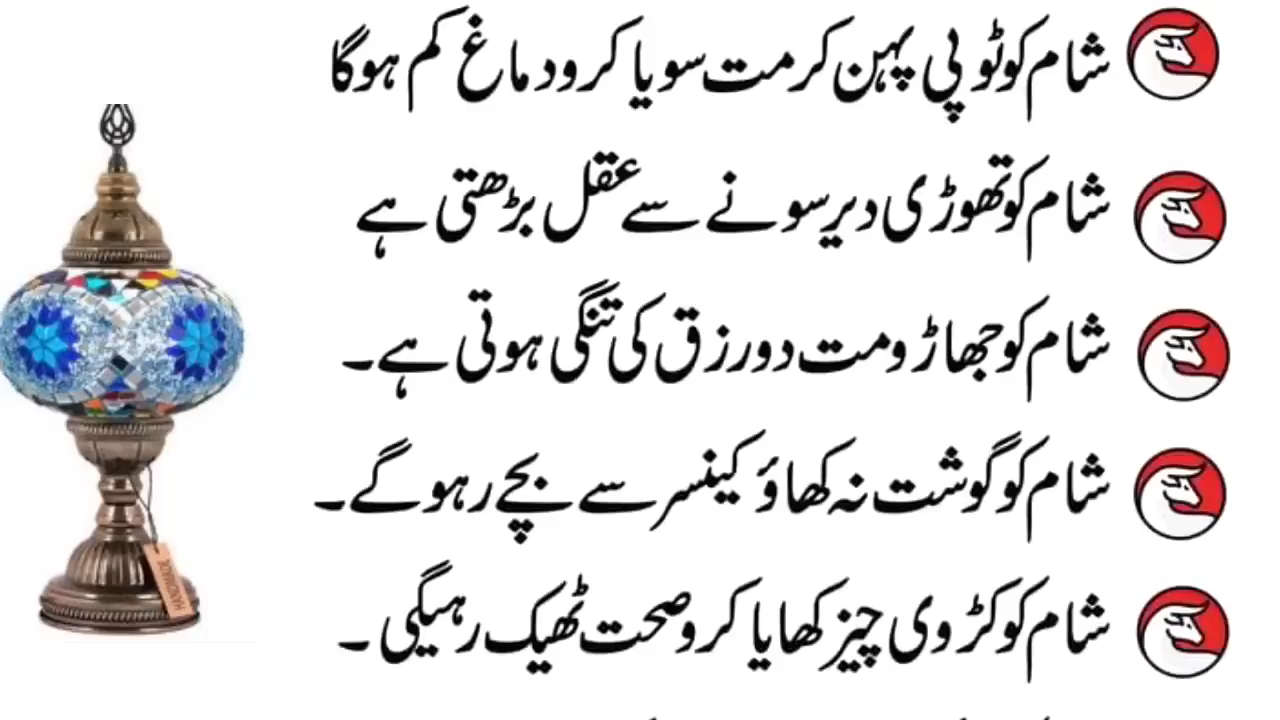 شام کو ٹوپی پہن کر مت سویا کرو دماغ کم ہوگا
شام کو تھوڑی دیر سونے سے عقل بڑھتی ہے
شام کو جھاڑو مت دو رزق کی تنگی ہوتی ہے۔
شام کو گوشت نہ کھاؤ کینسر سے بچے رہو گے۔
شام کو کڑوی چیز کھایا کرو صحت ٹھیک رہیگی۔
HANDMADE